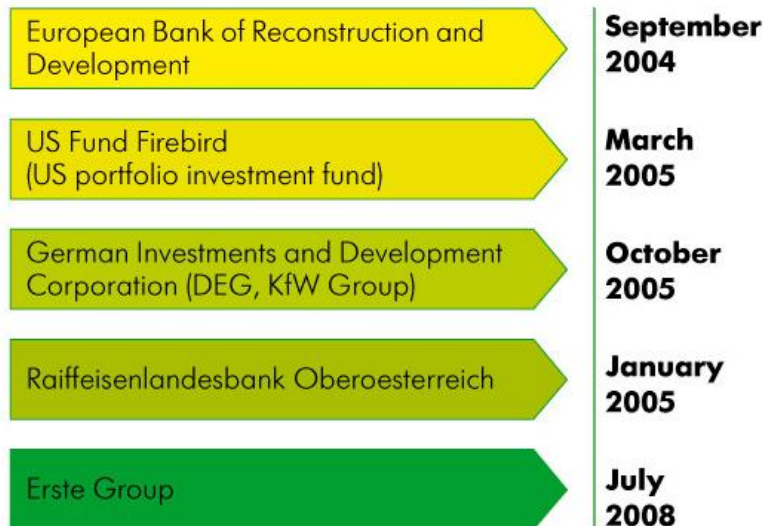 European Bank of Reconstruction and
Development
September
2004
US Fund Firebird
(US portfolio investment fund)
March
2005
German Investments and Development
Corporation (DEG, KfW Group)
October
2005
Raiffeisenlandesbank Oberoesterreich
January
2005
Erste Group
July
2008